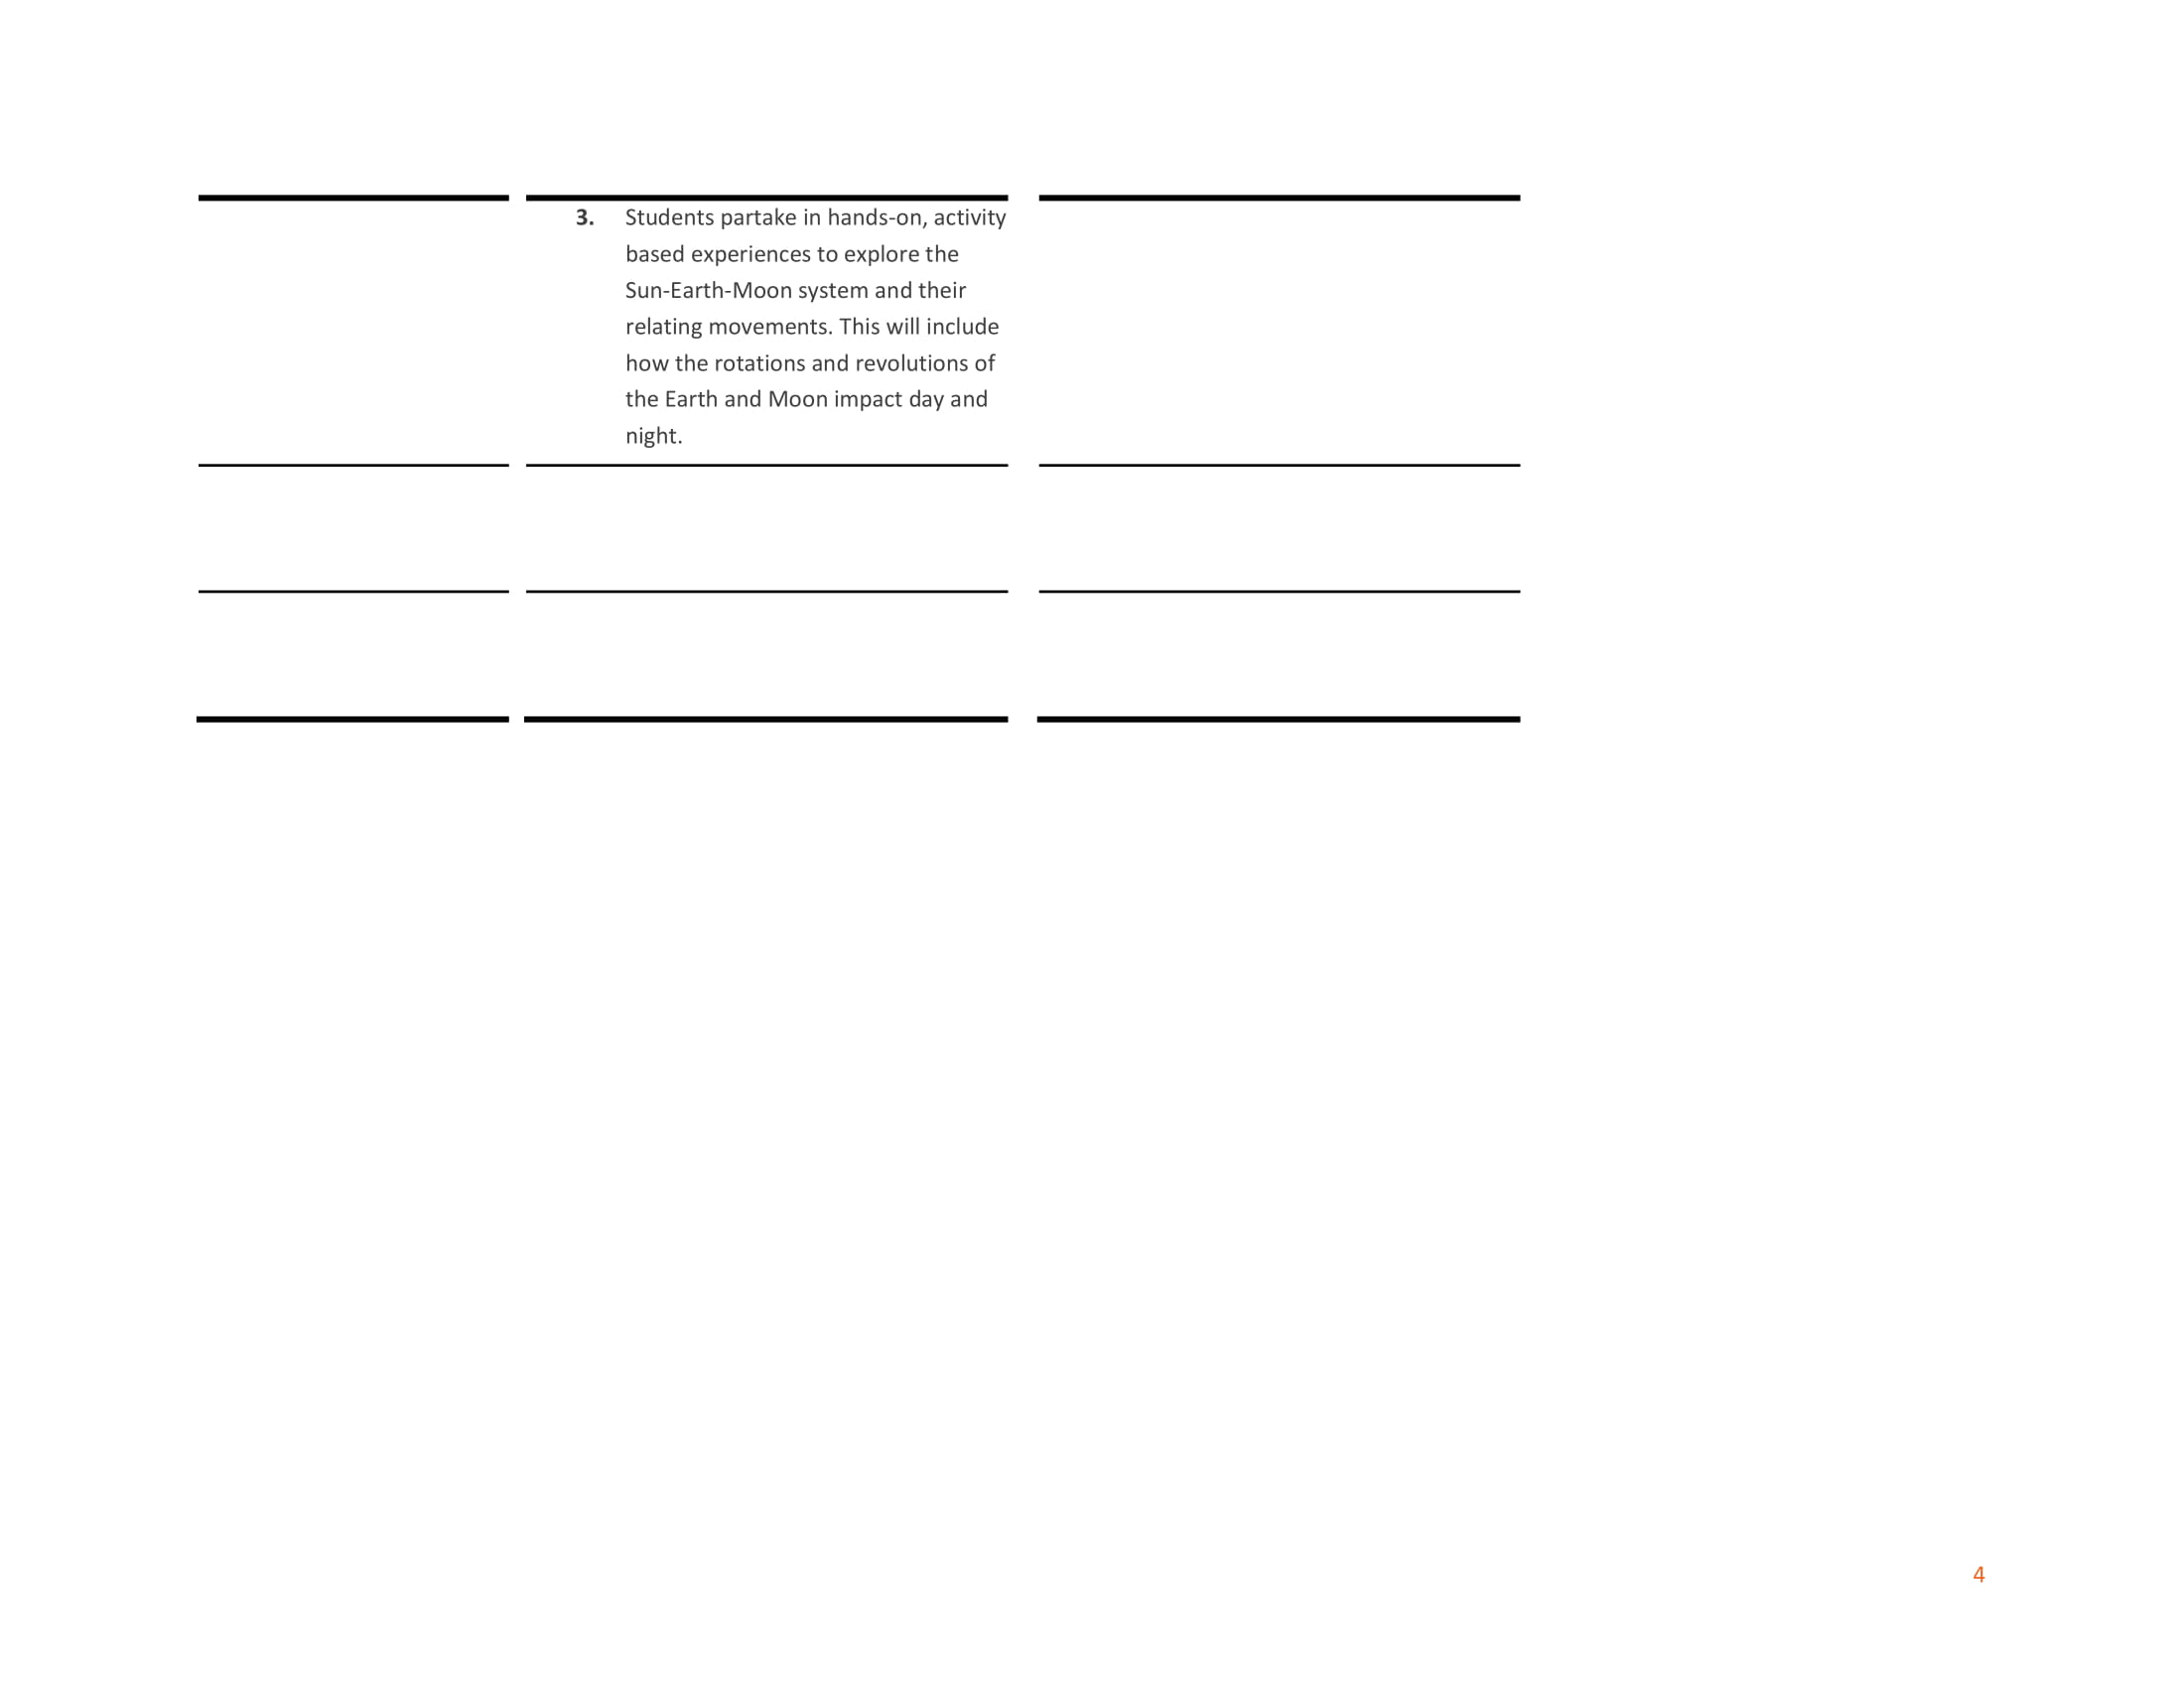 3. Students partake in hands-on, activity
based experiences to explore the
Sun-Earth-Moon system and their
relating movements. This will include
how the rotations and revolutions of
the Earth and Moon impact day and
night.
4